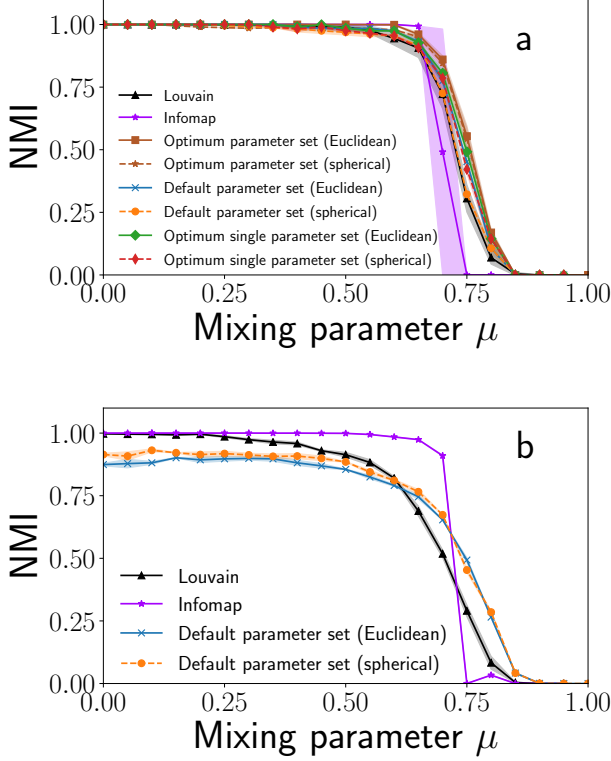 a
NMI
1.00
0.75
0.50
0.25
0.00
Louvain
Infomap
Optimum parameter set (Euclidean)
Optimum parameter set (spherical)
Default parameter set (Euclidean)
Default parameter set (spherical)
Optimum single parameter set (Euclidean)
Optimum single parameter set (spherical)
0.00 0.25 0.50 0.75 1.00
Mixing parameter μ
b
NMI
1.00
0.75
0.50
0.25
0.00
Louvain
Infomap
Default parameter set (Euclidean)
Default parameter set (spherical)
0.00 0.25 0.50 0.75 1.00
Mixing parameter μ